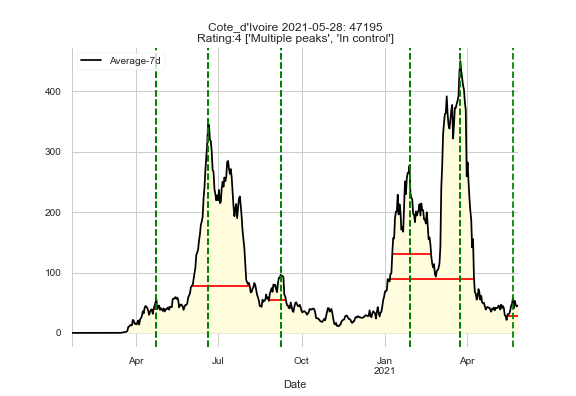 Cote_d'Ivoire 2021-05-28: 47195
Rating:4 ['Multiple peaks', 'In control']
Average-7d
400
300
200
100
0
Apr Jul Oct Jan Apr
2021
Date